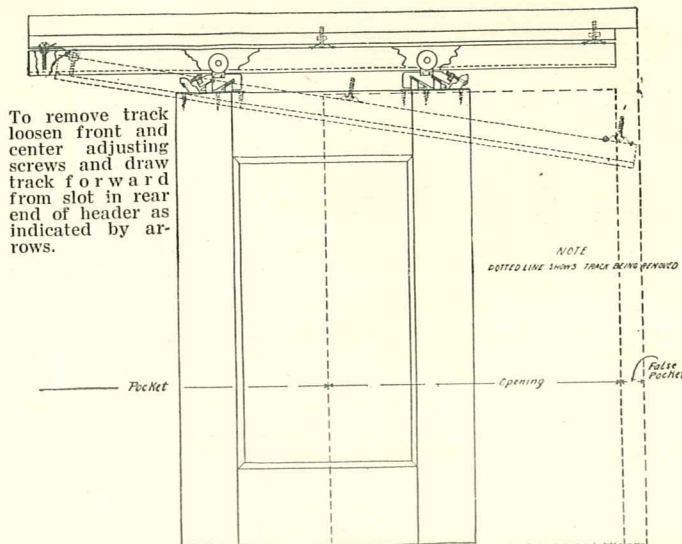 To remove track
loosen front and
center adjusting
screws and draw
track forward
from slot in rear
end of header as
indicated by ar-
rows.
NOTE
DOTTED LINE SHOWS TRACK BEING REMOVED
Pocket
Opening
False
Pocket